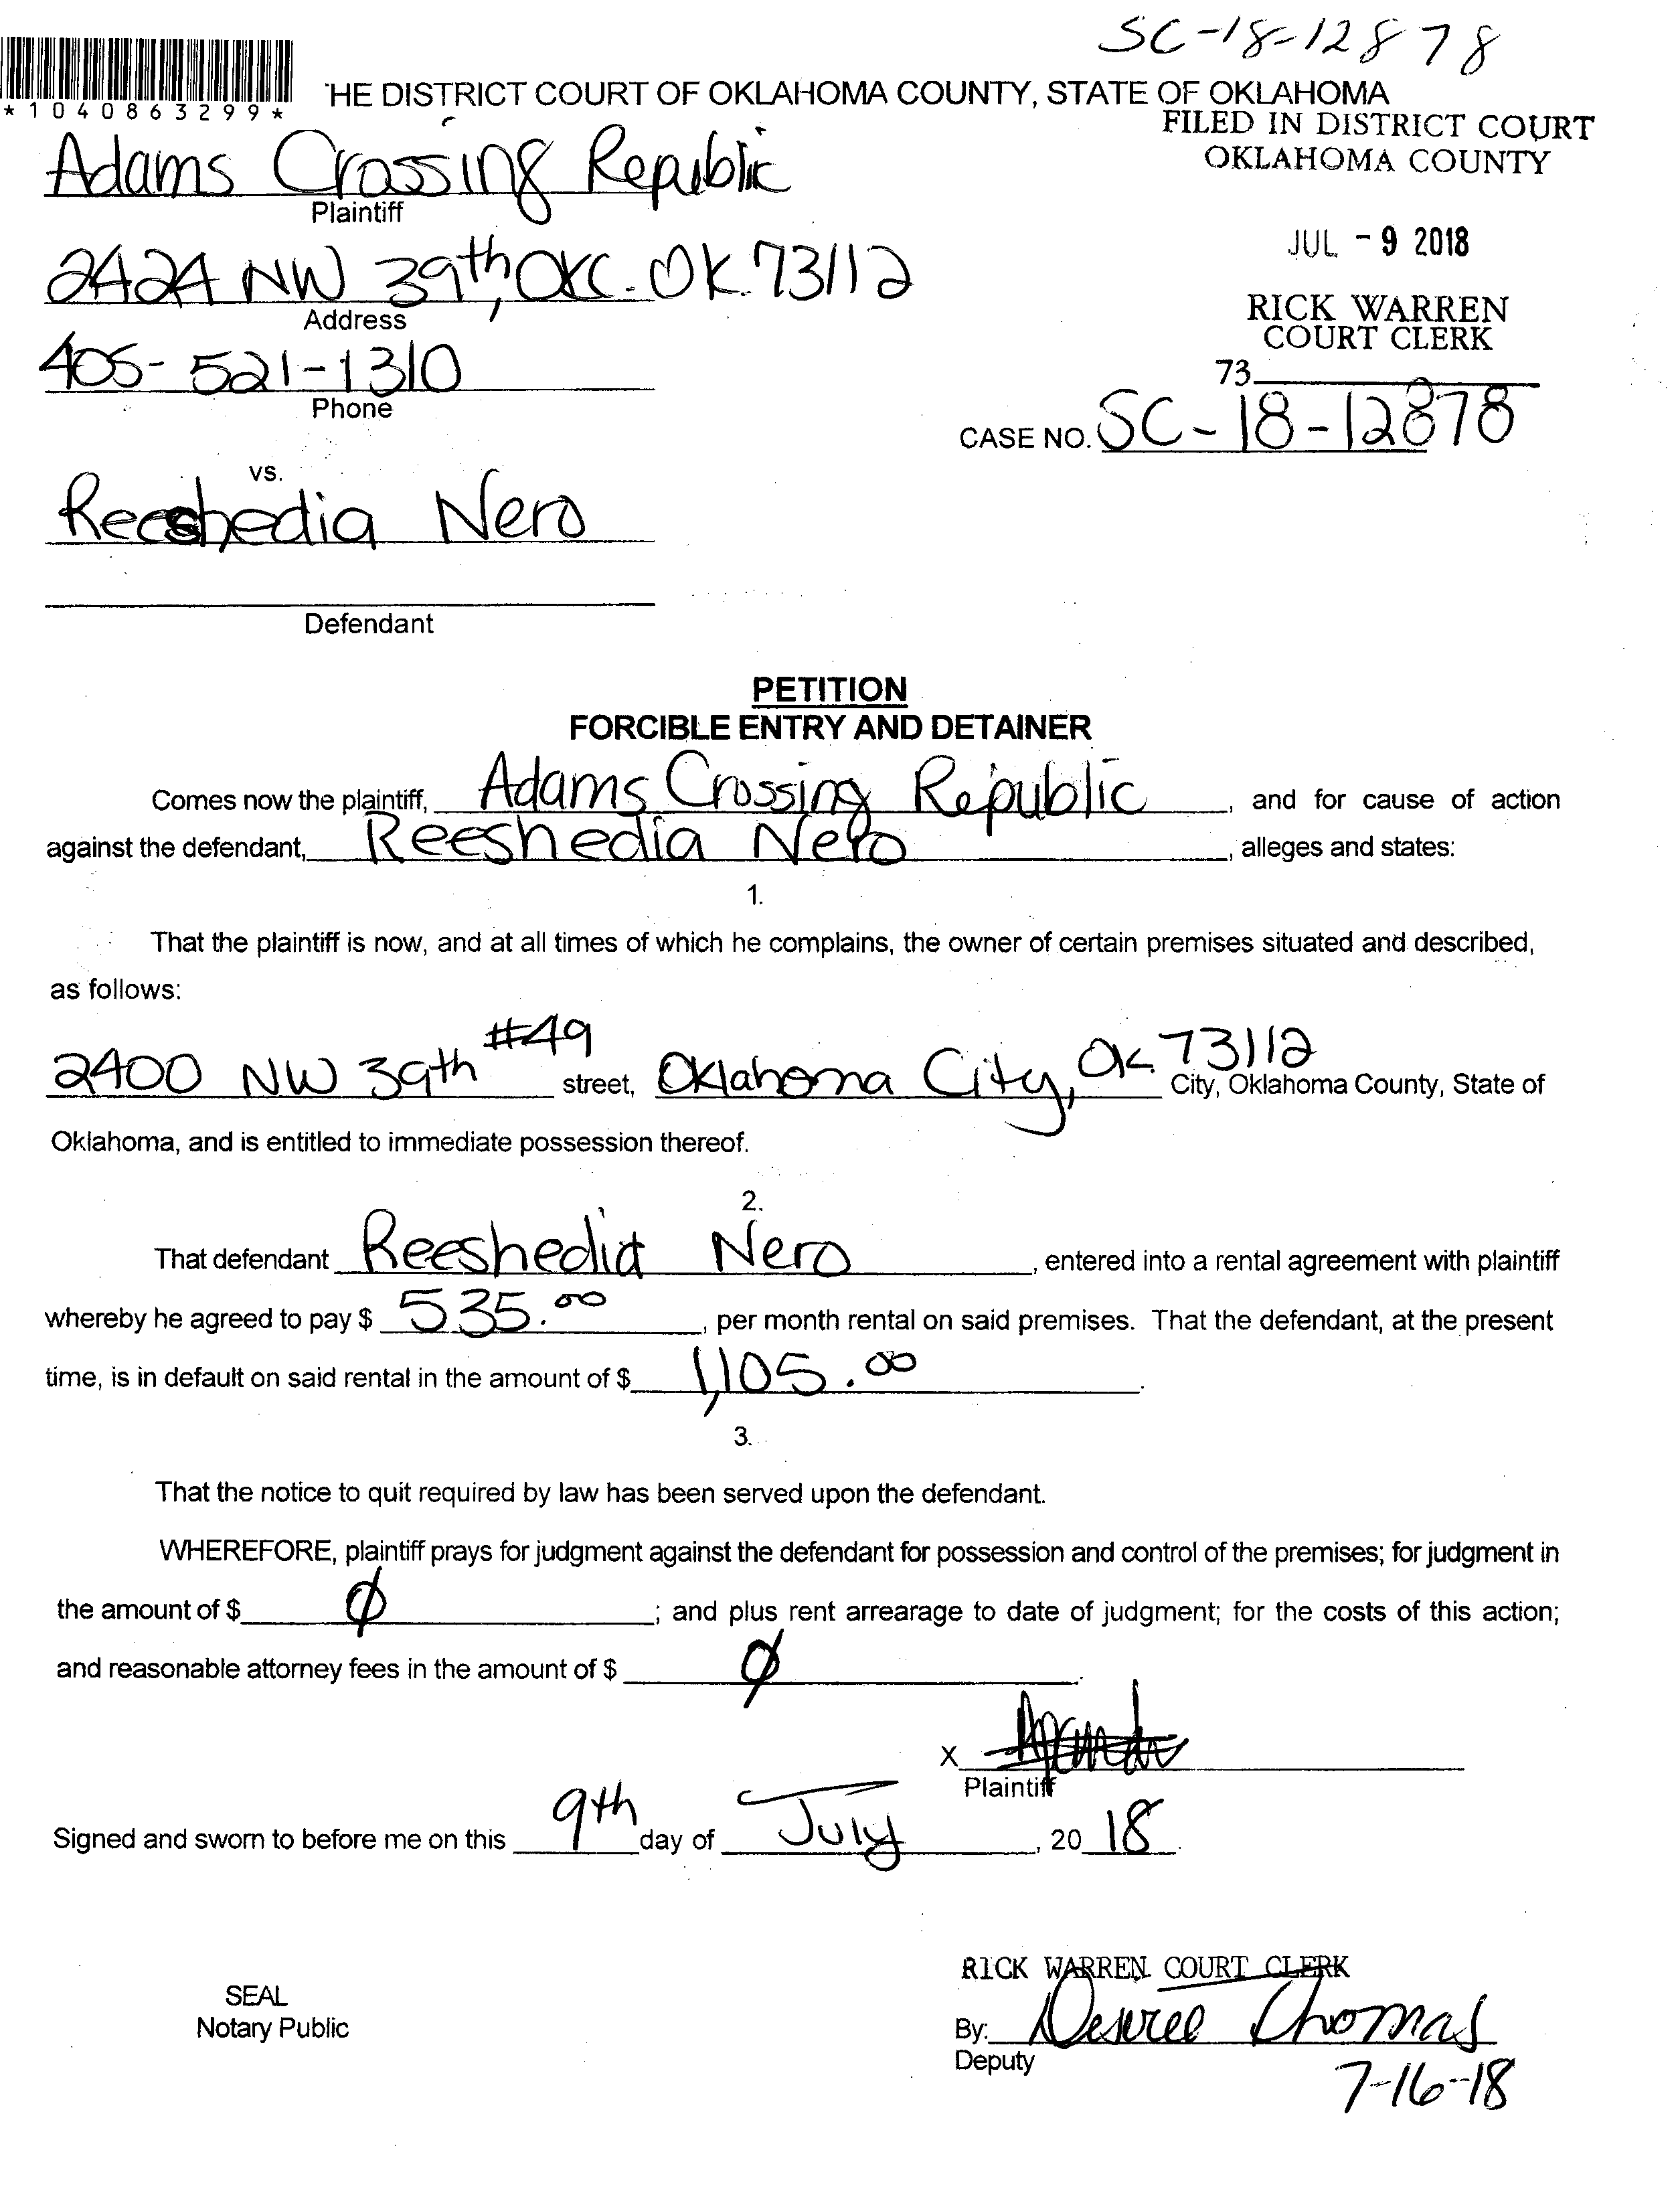 SC-18-12878
*1040863299*
'HE DISTRICT COURT OF OKLAHOMA COUNTY, STATE OF OKLAHOMA
FILED IN DISTRICT COURT
OKLAHOMA COUNTY
Adams Crossing Republic
Plaintiff
JUL - 9 2018
2424 NW 39th, OKC. OK. 73112
Address
RICK WARREN
COURT CLERK
405-521-1310
Phone
73
CASE NO. SC-18-12878
vs.
Reeshedia Nero
Defendant
PETITION
FORCIBLE ENTRY AND DETAINER
Comes now the plaintiff, Adams Crossing Republic, and for cause of action
against the defendant, Reeshedia Nero, alleges and states:
1.
That the plaintiff is now, and at all times of which he complains, the owner of certain premises situated and described,
as follows:
2400 NW 39th #49 street, Oklahoma City, OK 73112 City, Oklahoma County, State of
Oklahoma, and is entitled to immediate possession thereof.
2.
That defendant Reeshedia Nero, entered into a rental agreement with plaintiff
whereby he agreed to pay $ 535.00, per month rental on said premises. That the defendant, at the present
time, is in default on said rental in the amount of $ 1,105.00.
3.
That the notice to quit required by law has been served upon the defendant.
WHEREFORE, plaintiff prays for judgment against the defendant for possession and control of the premises; for judgment in
the amount of $ Ø; and plus rent arrearage to date of judgment; for the costs of this action;
and reasonable attorney fees in the amount of $ Ø.
X
Plaintiff
Signed and sworn to before me on this 9th day of July, 2018.
RICK WARREN COURT CLERK
SEAL
Notary Public
By: Desiree Thomas
Deputy
7-16-18